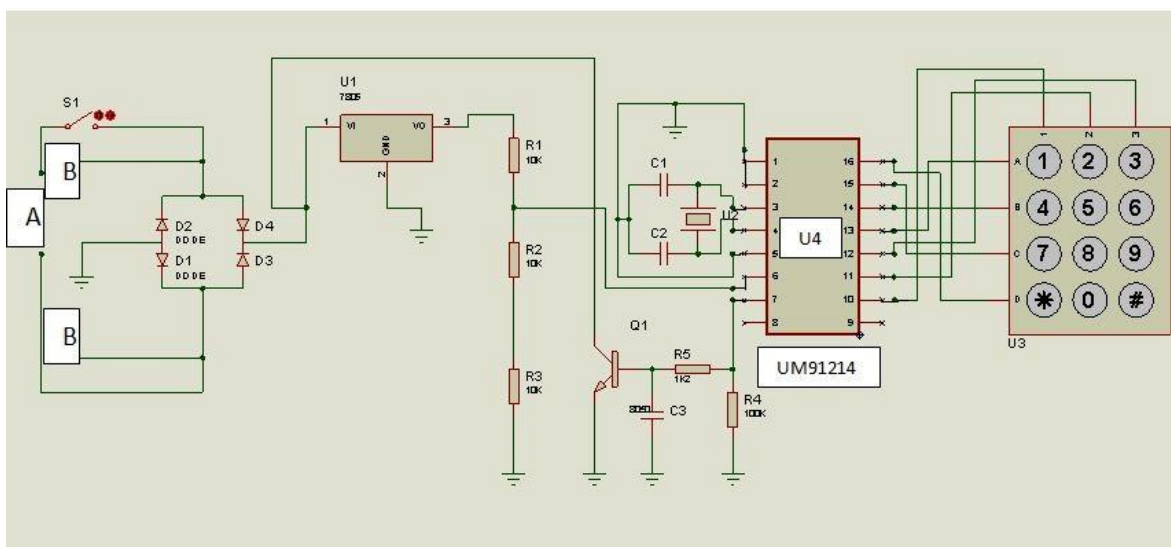 S1
B
A
B
D2
DDDE
D1
DDDE
D4
D3
U1
7805
1
VI
VO
3
GND
2
R1
10K
R2
10K
R3
10K
Q1
C1
C2
U2
R5
1K2
C3
R4
100K
1
2
3
4
5
6
7
8
U4
16
15
14
13
12
11
10
9
UM91214
1
2
3
A
B
C
D
1 2 3
4 5 6
7 8 9
* 0 #
U3